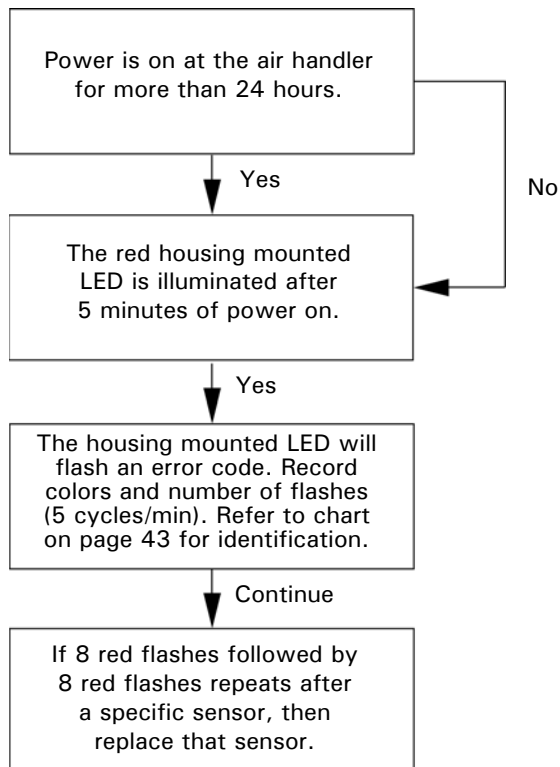 Power is on at the air handler
for more than 24 hours.
Yes
No
The red housing mounted
LED is illuminated after
5 minutes of power on.
Yes
The housing mounted LED will
flash an error code. Record
colors and number of flashes
(5 cycles/min). Refer to chart
on page 43 for identification.
Continue
If 8 red flashes followed by
8 red flashes repeats after
a specific sensor, then
replace that sensor.